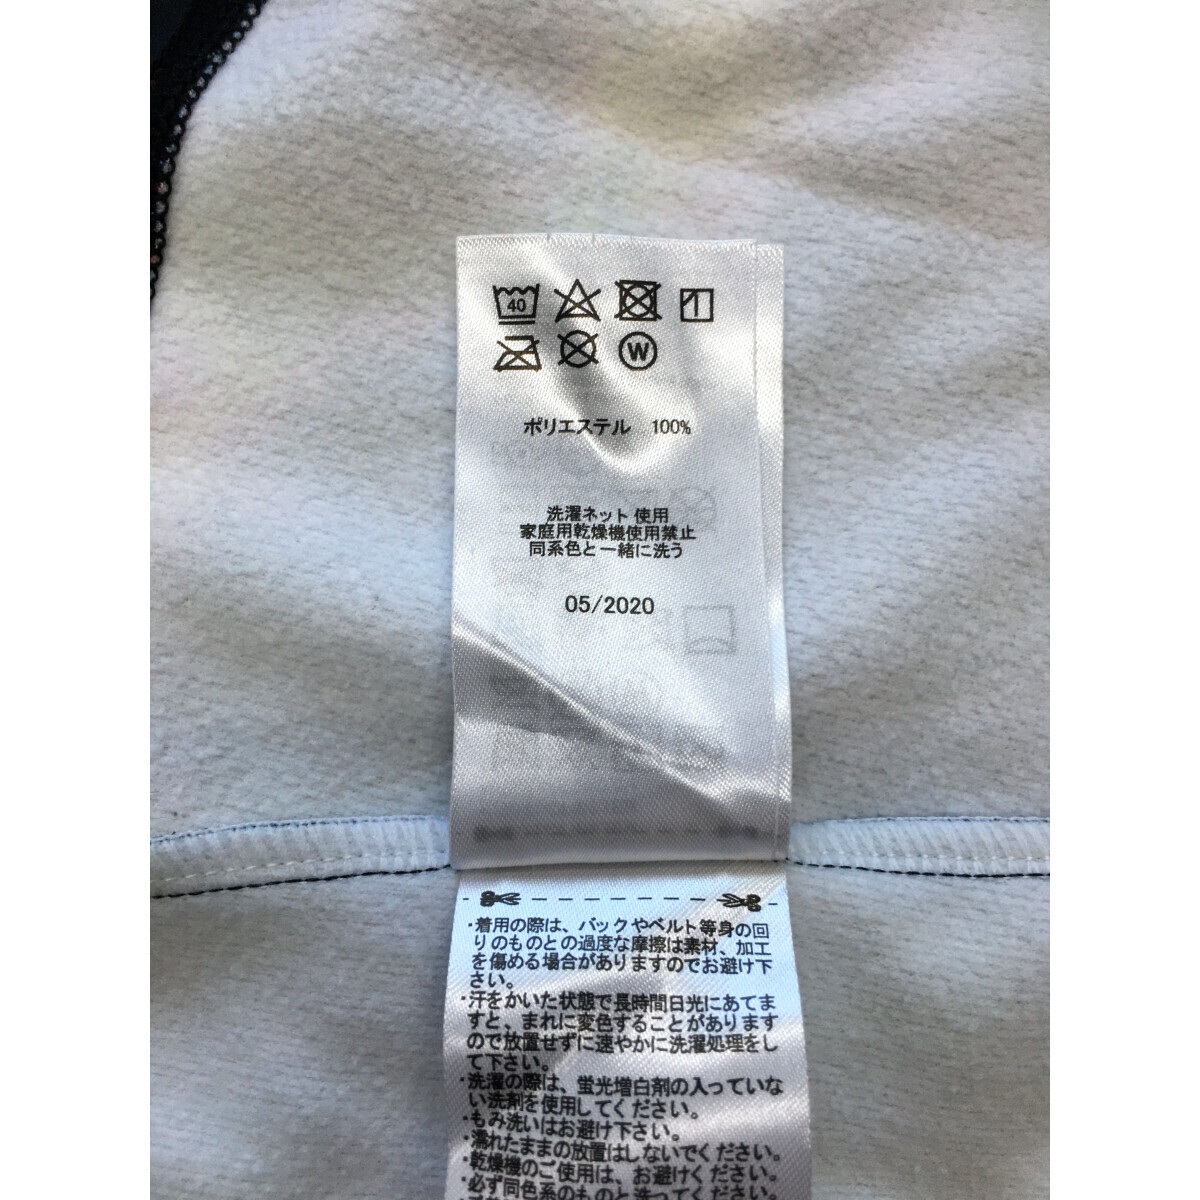 40
W
ポリエステル 100%
洗濯ネット 使用
家庭用乾燥機使用禁止
同系色と一緒に洗う
05/2020
・着用の際は、バックやベルト等身の回
りのものとの過度な摩擦は素材、加工
を傷める場合がありますのでお避け下
さい。
・汗をかいた状態で長時間日光にあてま
すと、まれに変色することがあります
ので放置せずに速やかに洗濯処理をし
て下さい。
・洗濯の際は、蛍光増白剤の入っていな
い洗剤を使用してください。
・もみ洗いはお避け下さい。
・濡れたままの放置はしないでください。
・乾燥機のご使用は、お避けください。
・必ず同色系のものと洗ってください。